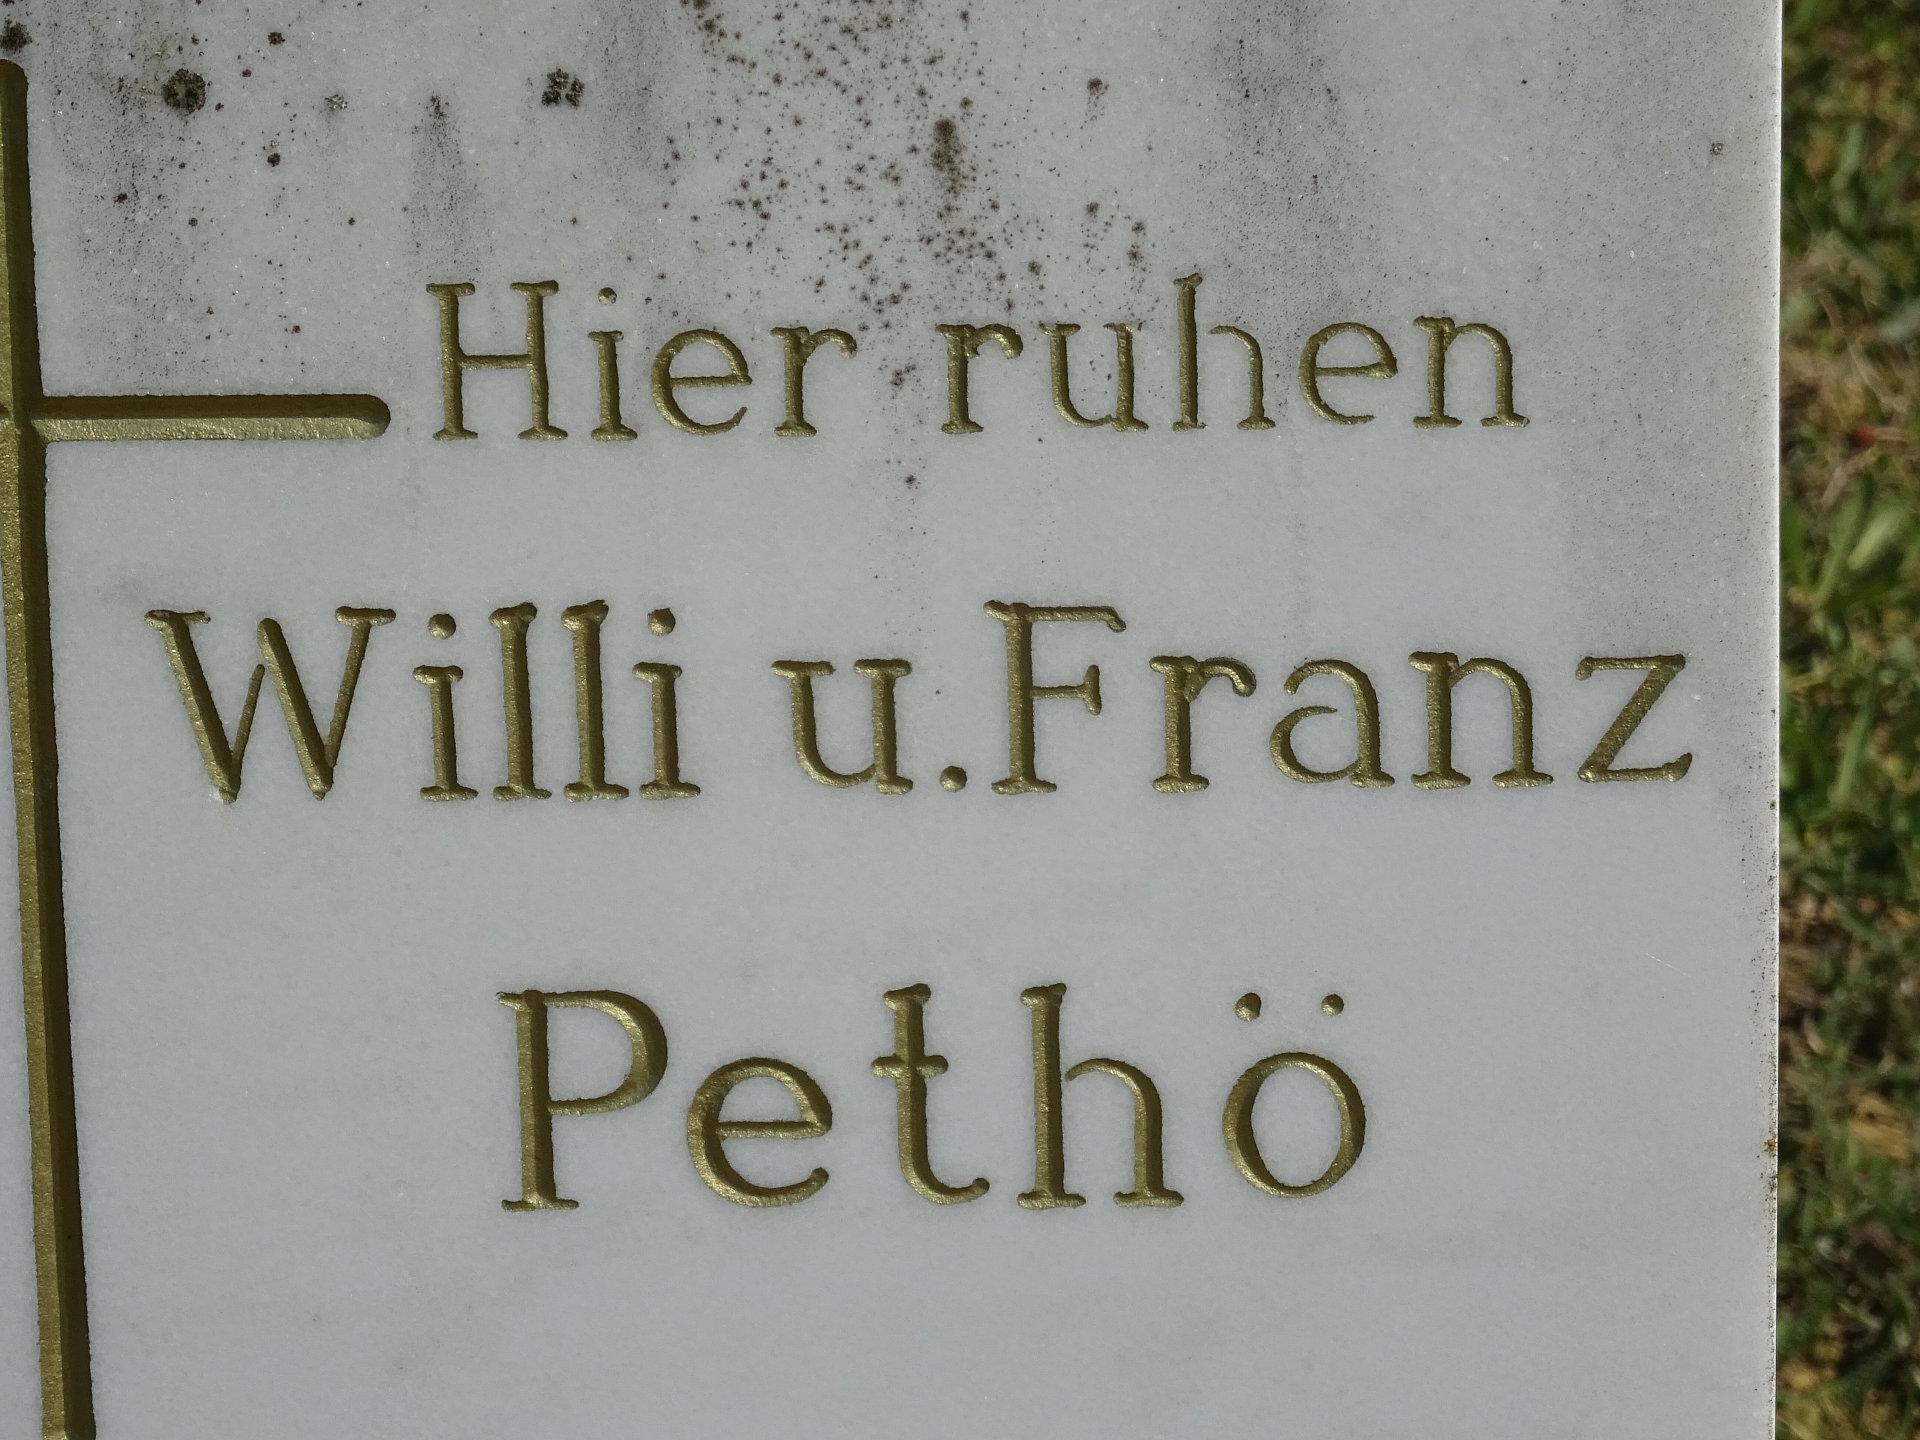 Hier ruhen
Willi u. Franz
Pethö